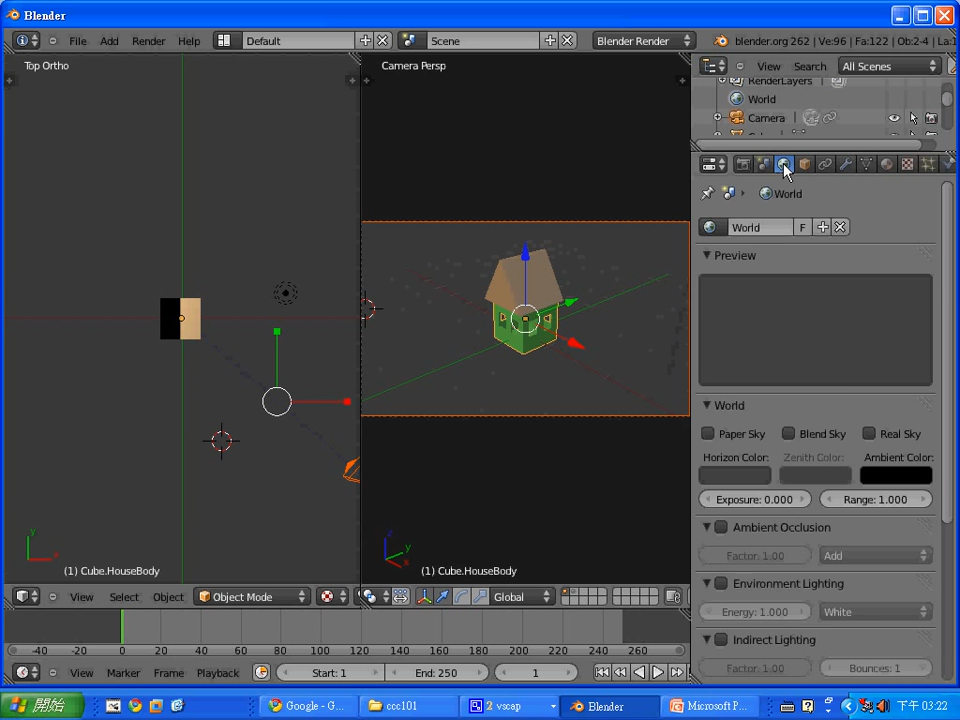 Blender
File Add Render Help Default Scene Blender Render blender.org 262 | Ve:96 | Fa:122 | Ob:2-4 | La:1
Top Ortho
Camera Persp
View Search All Scenes
RenderLayers
World
Camera
World
World F
Preview
World
Paper Sky Blend Sky Real Sky
Horizon Color: Zenith Color: Ambient Color:
Exposure: 0.000 Range: 1.000
Ambient Occlusion
Factor: 1.00 Add
Environment Lighting
Energy: 1.000 White
Indirect Lighting
Factor: 1.00 Bounces: 1
y
x
(1) Cube.HouseBody
z
y
x
(1) Cube.HouseBody
View Select Object Object Mode Global
-40 -20 0 20 40 60 80 100 120 140 160 180 200 220 240 260
View Marker Frame Playback Start: 1 End: 250 1
開始 Google - G... ccc101 2 vscap Blender Microsoft P... 下午 03:22